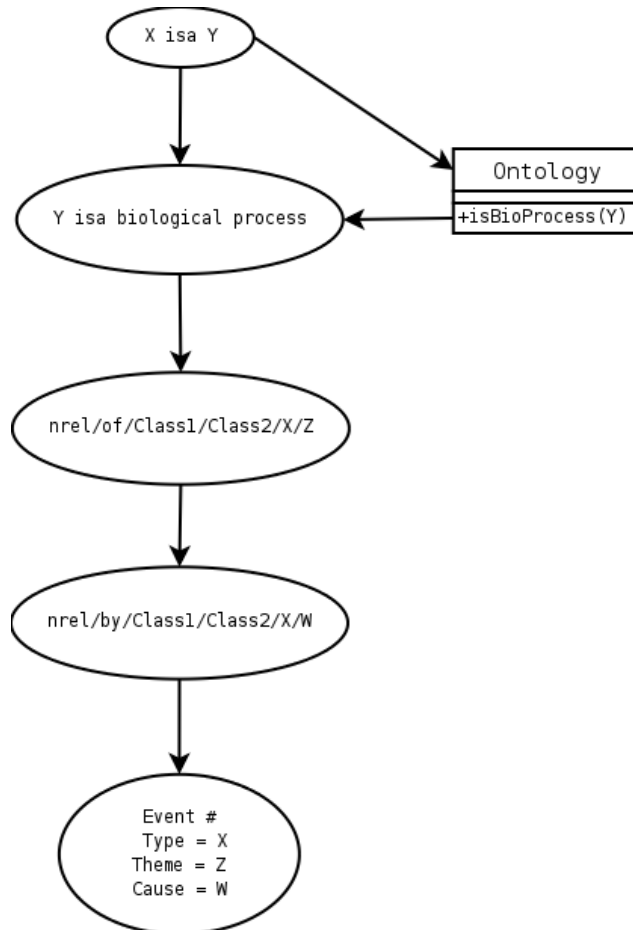 X isa Y
Ontology
+isBioProcess(Y)
Y isa biological process
nrel/of/Class1/Class2/X/Z
nrel/by/Class1/Class2/X/W
Event #
Type = X
Theme = Z
Cause = W